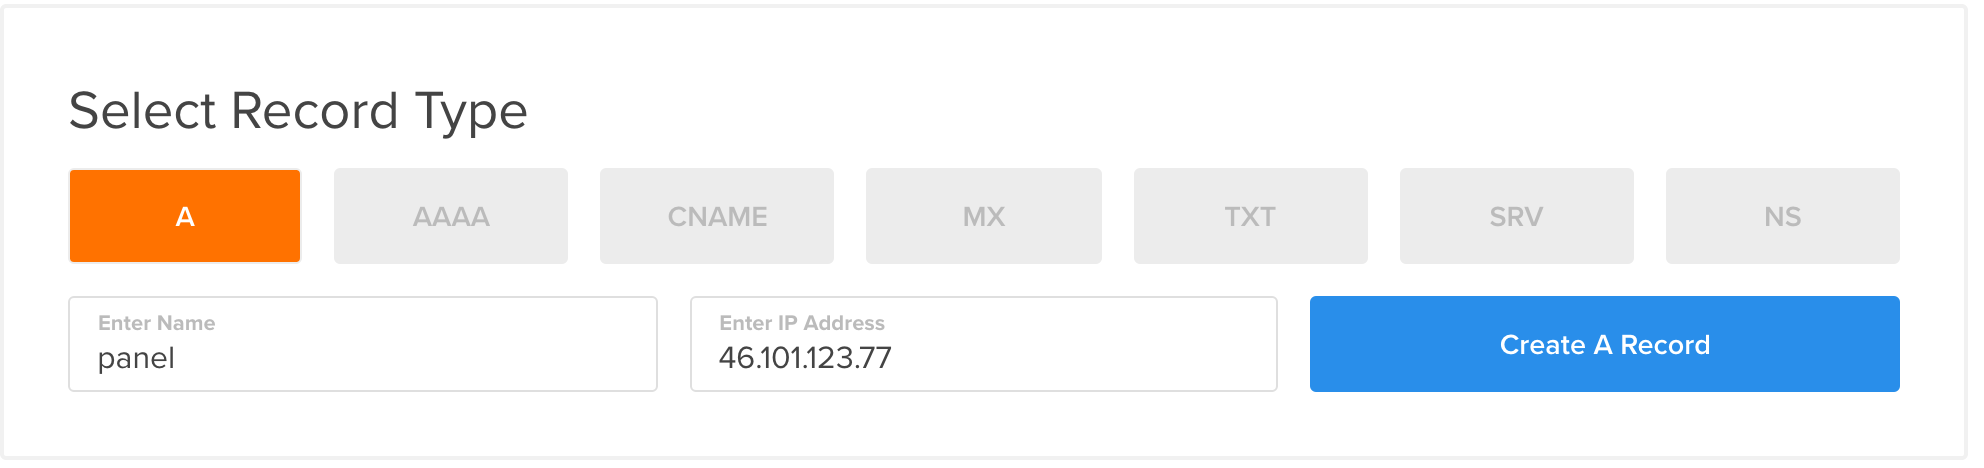 Select Record Type
A AAAA CNAME MX TXT SRV NS
Enter Name
panel
Enter IP Address
46.101.123.77
Create A Record